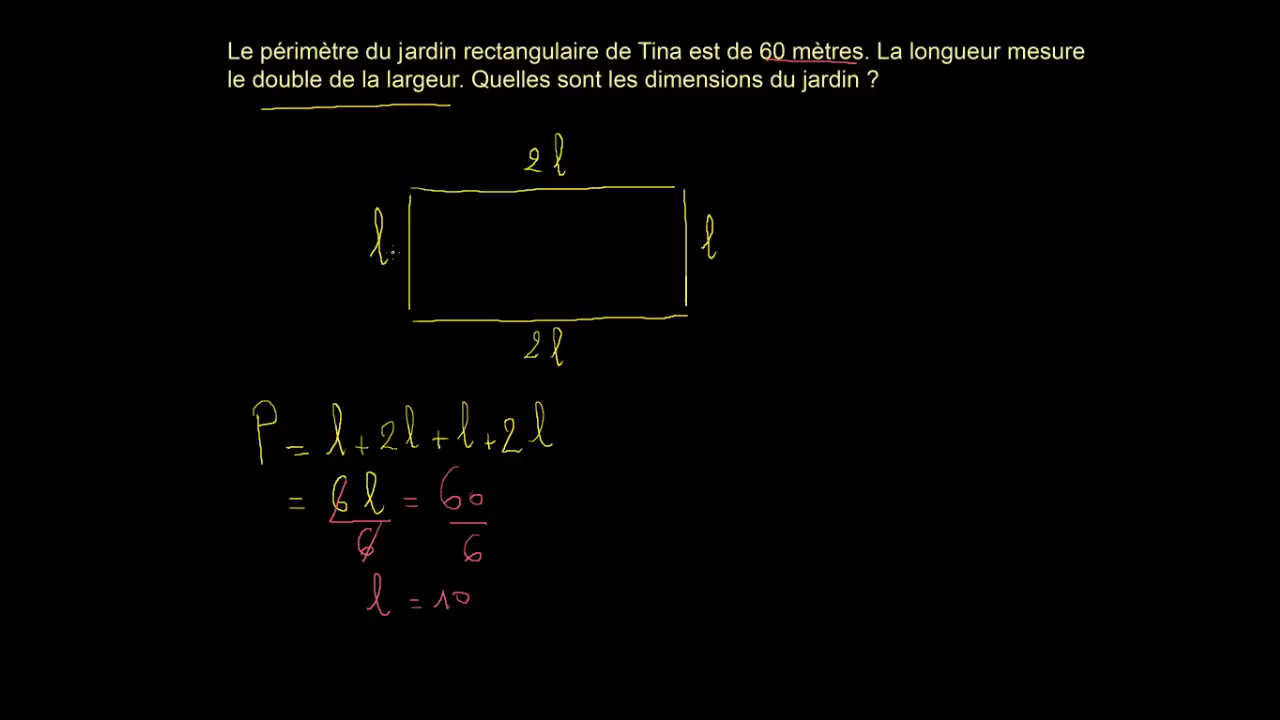 Le périmètre du jardin rectangulaire de Tina est de 60 mètres. La longueur mesure
le double de la largeur. Quelles sont les dimensions du jardin ?
2l
l
l
2l
P = l + 2l + l + 2l
= 6l = 60
6 6
l = 10